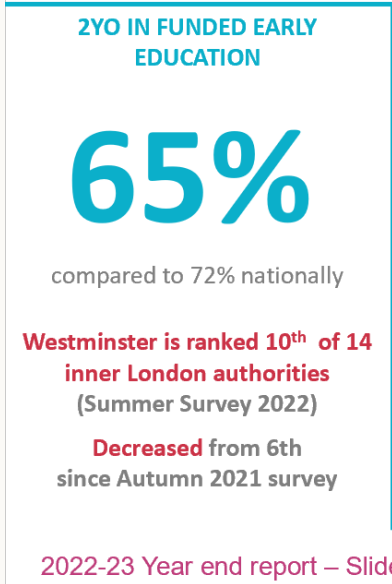 2YO IN FUNDED EARLY
EDUCATION
65%
compared to 72% nationally
Westminster is ranked 10th of 14
inner London authorities
(Summer Survey 2022)
Decreased from 6th
since Autumn 2021 survey
2022-23 Year end report – Slide